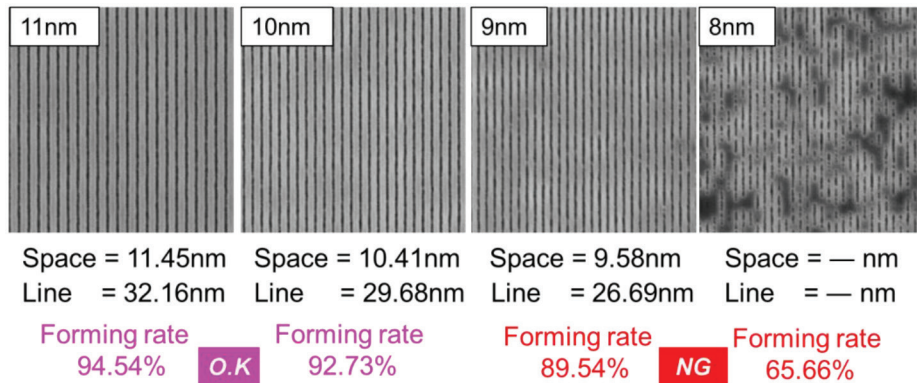 11nm
10nm
9nm
8nm
Space = 11.45nm
Line = 32.16nm
Space = 10.41nm
Line = 29.68nm
Space = 9.58nm
Line = 26.69nm
Space = — nm
Line = — nm
Forming rate
94.54%
O.K
Forming rate
92.73%
Forming rate
89.54%
NG
Forming rate
65.66%